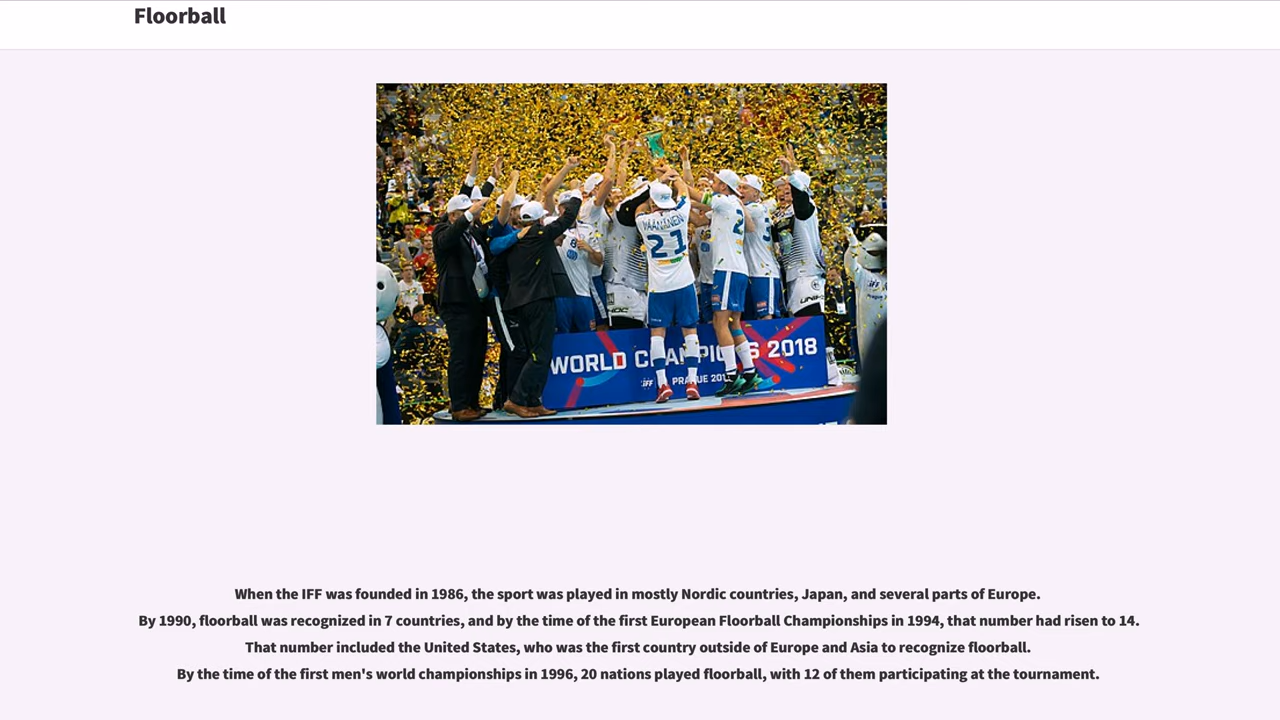 Floorball
VÄÄNÄNEN
21
2
WORLD CHAMPIONS 2018
IFF PRAGUE 201
When the IFF was founded in 1986, the sport was played in mostly Nordic countries, Japan, and several parts of Europe.
By 1990, floorball was recognized in 7 countries, and by the time of the first European Floorball Championships in 1994, that number had risen to 14.
That number included the United States, who was the first country outside of Europe and Asia to recognize floorball.
By the time of the first men's world championships in 1996, 20 nations played floorball, with 12 of them participating at the tournament.